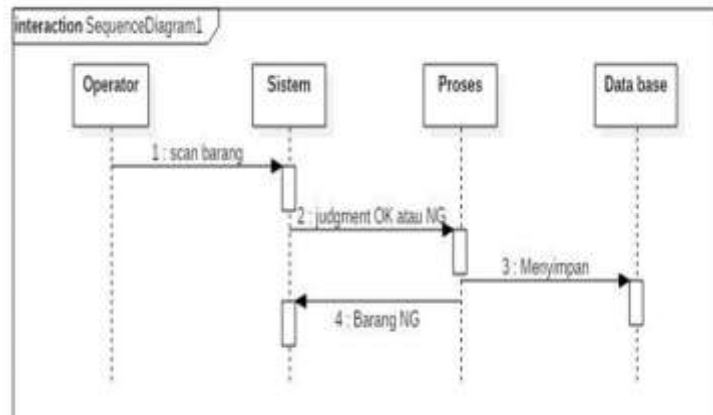 interaction SequenceDiagram1
Operator
Sistem
Proses
Data base
1 : scan barang
2 : judgment OK atau NG
3 : Menyimpan
4 : Barang NG